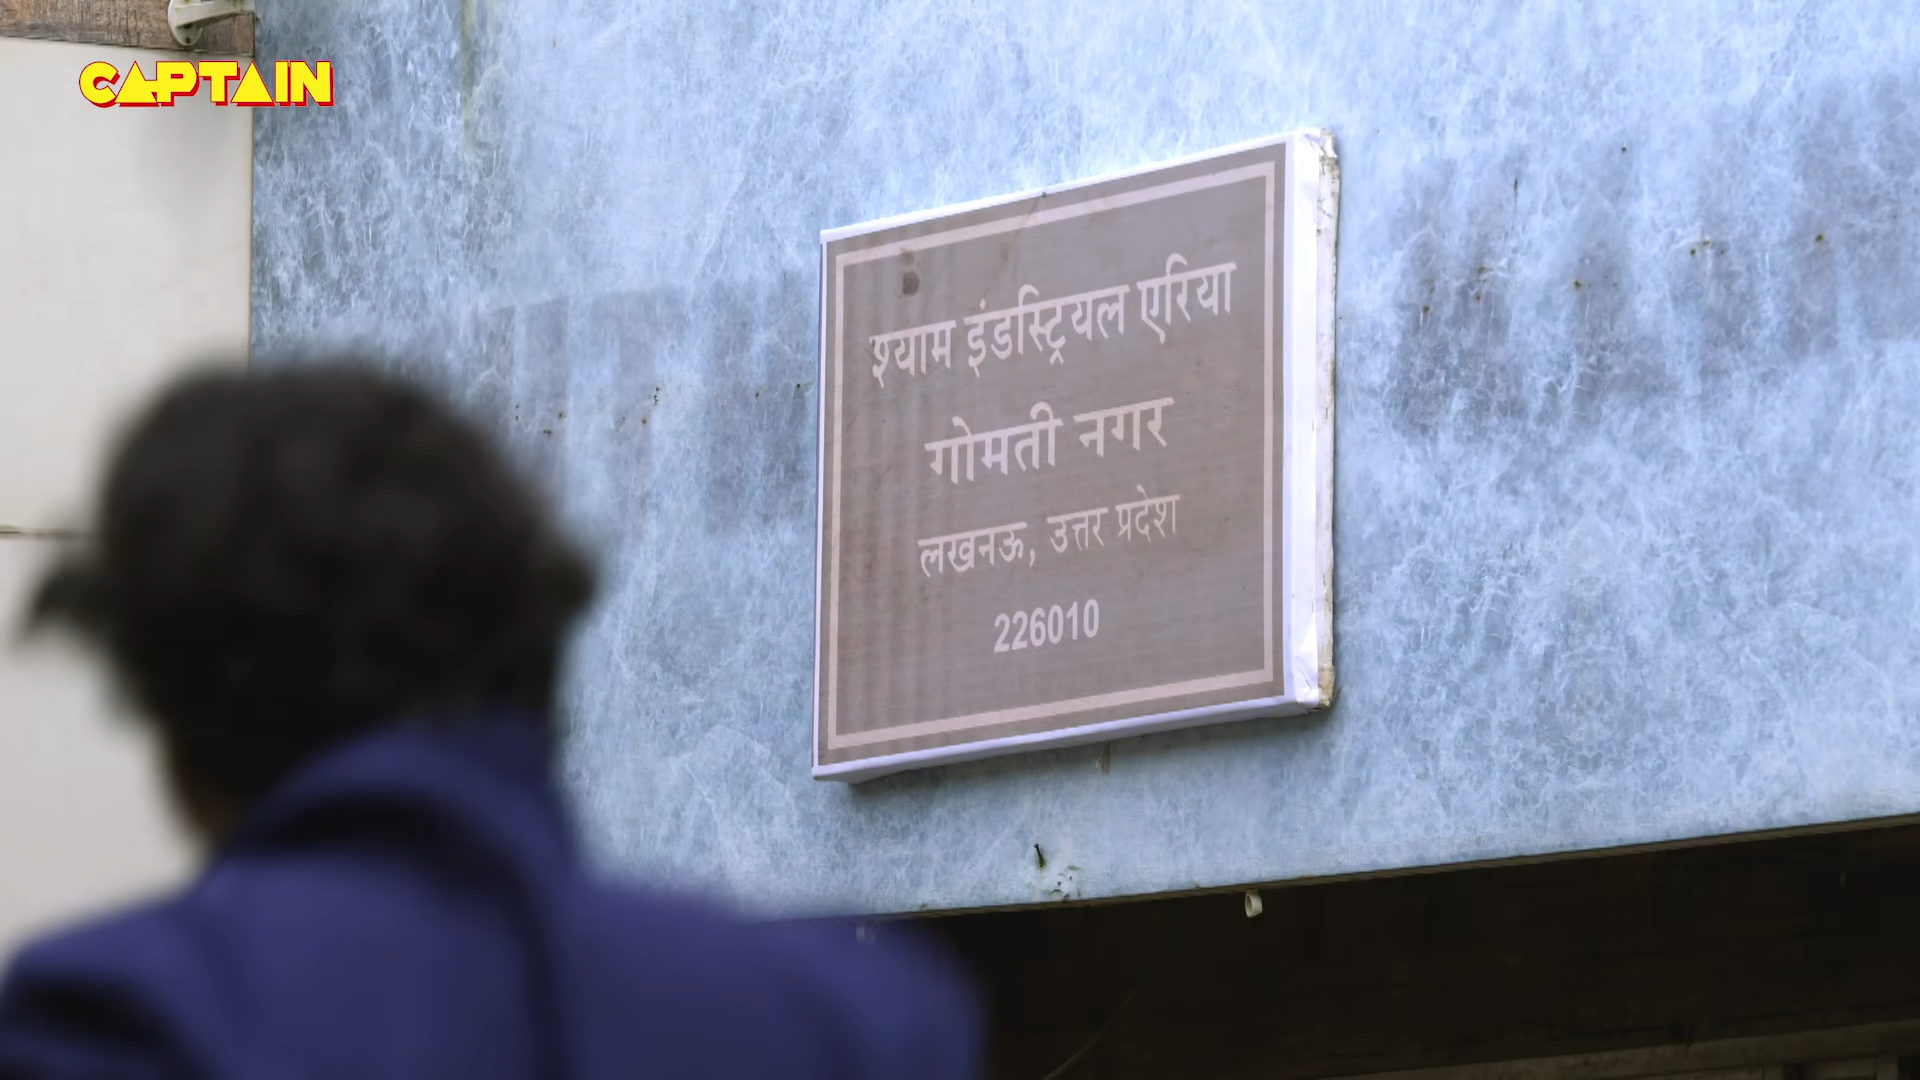 CAPTAIN
श्याम इंडस्ट्रियल एरिया
गोमती नगर
लखनऊ, उत्तर प्रदेश
226010